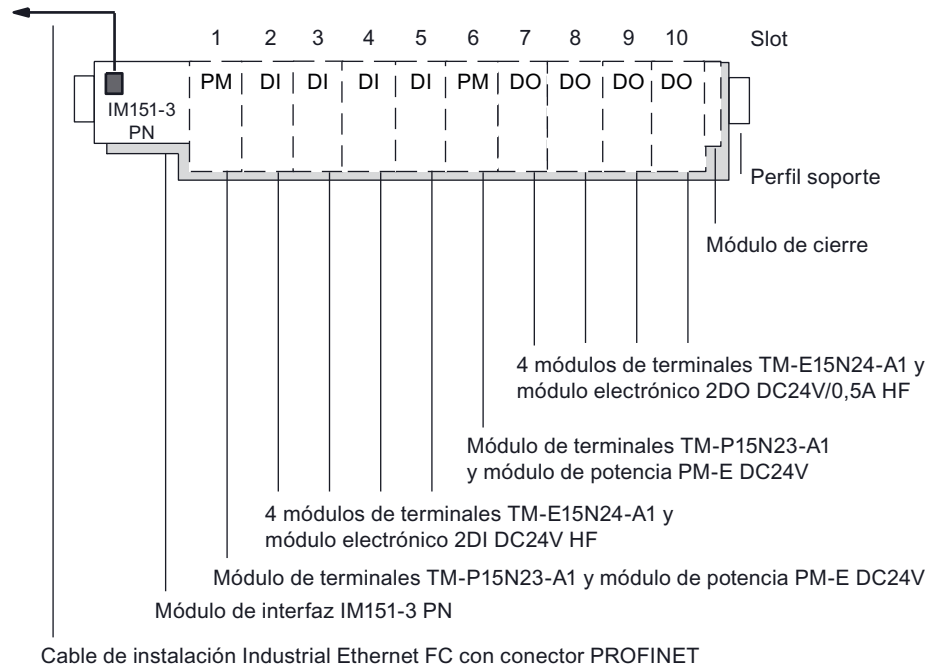 1 2 3 4 5 6 7 8 9 10 Slot
PM DI DI DI DI PM DO DO DO DO
IM151-3
PN
Perfil soporte
Módulo de cierre
4 módulos de terminales TM-E15N24-A1 y
módulo electrónico 2DO DC24V/0,5A HF
Módulo de terminales TM-P15N23-A1
y módulo de potencia PM-E DC24V
4 módulos de terminales TM-E15N24-A1 y
módulo electrónico 2DI DC24V HF
Módulo de terminales TM-P15N23-A1 y módulo de potencia PM-E DC24V
Módulo de interfaz IM151-3 PN
Cable de instalación Industrial Ethernet FC con conector PROFINET